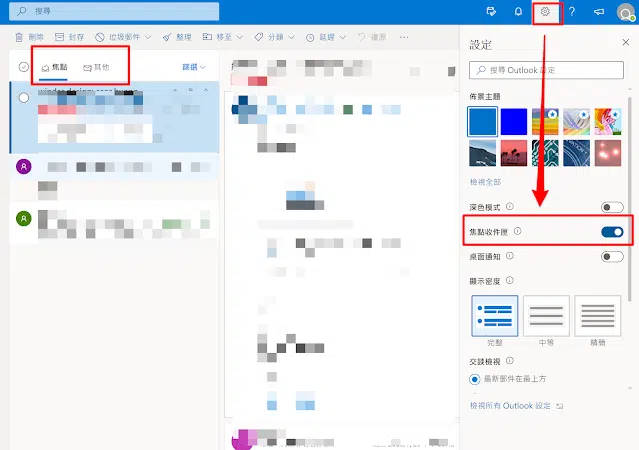 搜尋
刪除 封存 垃圾郵件 整理 移至 分類 延遲 復原 ...
焦點 其他 篩選
設定
搜尋 Outlook 設定
佈景主題
檢視全部
深色模式
焦點收件匣
桌面通知
顯示密度
完整 中等 精簡
交談檢視
最新郵件在最上方
檢視所有 Outlook 設定